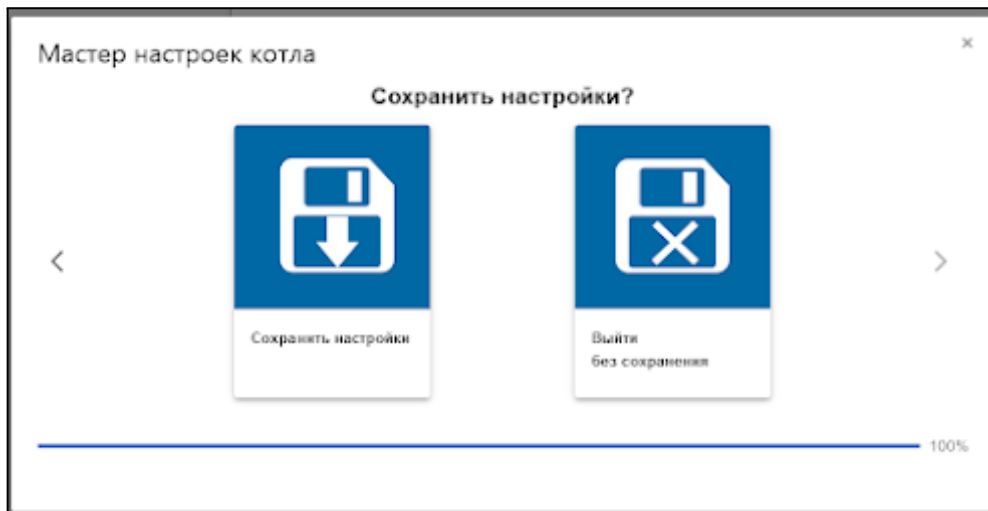 Мастер настроек котла
×
Сохранить настройки?
Сохранить настройки
Выйти
без сохранения
100%